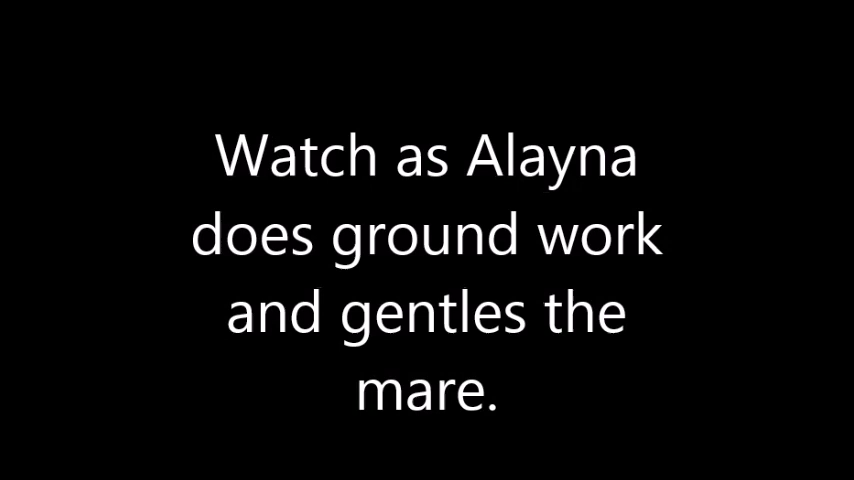 Watch as Alayna
does ground work
and gentles the
mare.